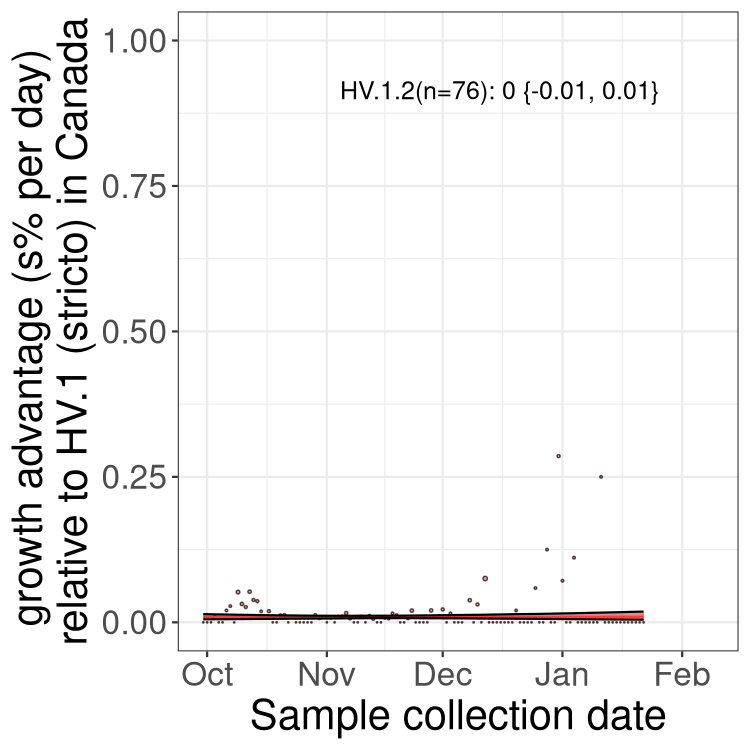 growth advantage (s% per day)
relative to HV.1 (stricto) in Canada
1.00
HV.1.2(n=76): 0 {-0.01, 0.01}
0.75
0.50
0.25
0.00
Oct Nov Dec Jan Feb
Sample collection date